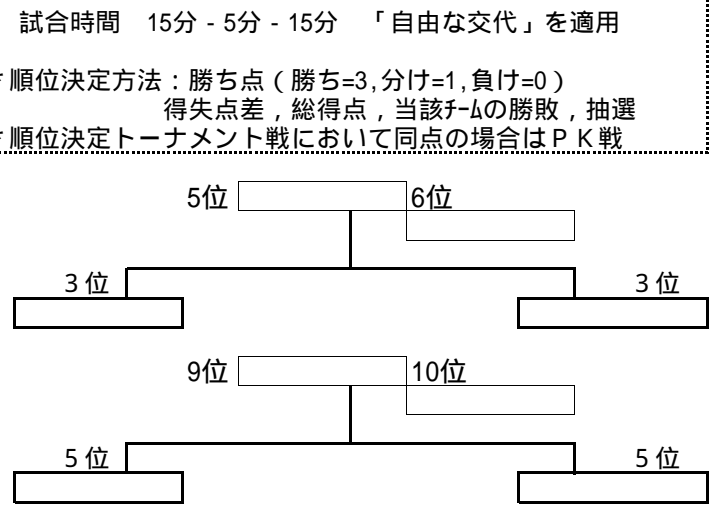 試合時間　15分 - 5分 - 15分　「自由な交代」を適用
順位決定方法：勝ち点（勝ち=3,分け=1,負け=0）
得失点差，総得点，当該ﾁｰﾑの勝敗，抽選
順位決定トーナメント戦において同点の場合はＰＫ戦
5位　6位
３位　３位
9位　10位
５位　５位